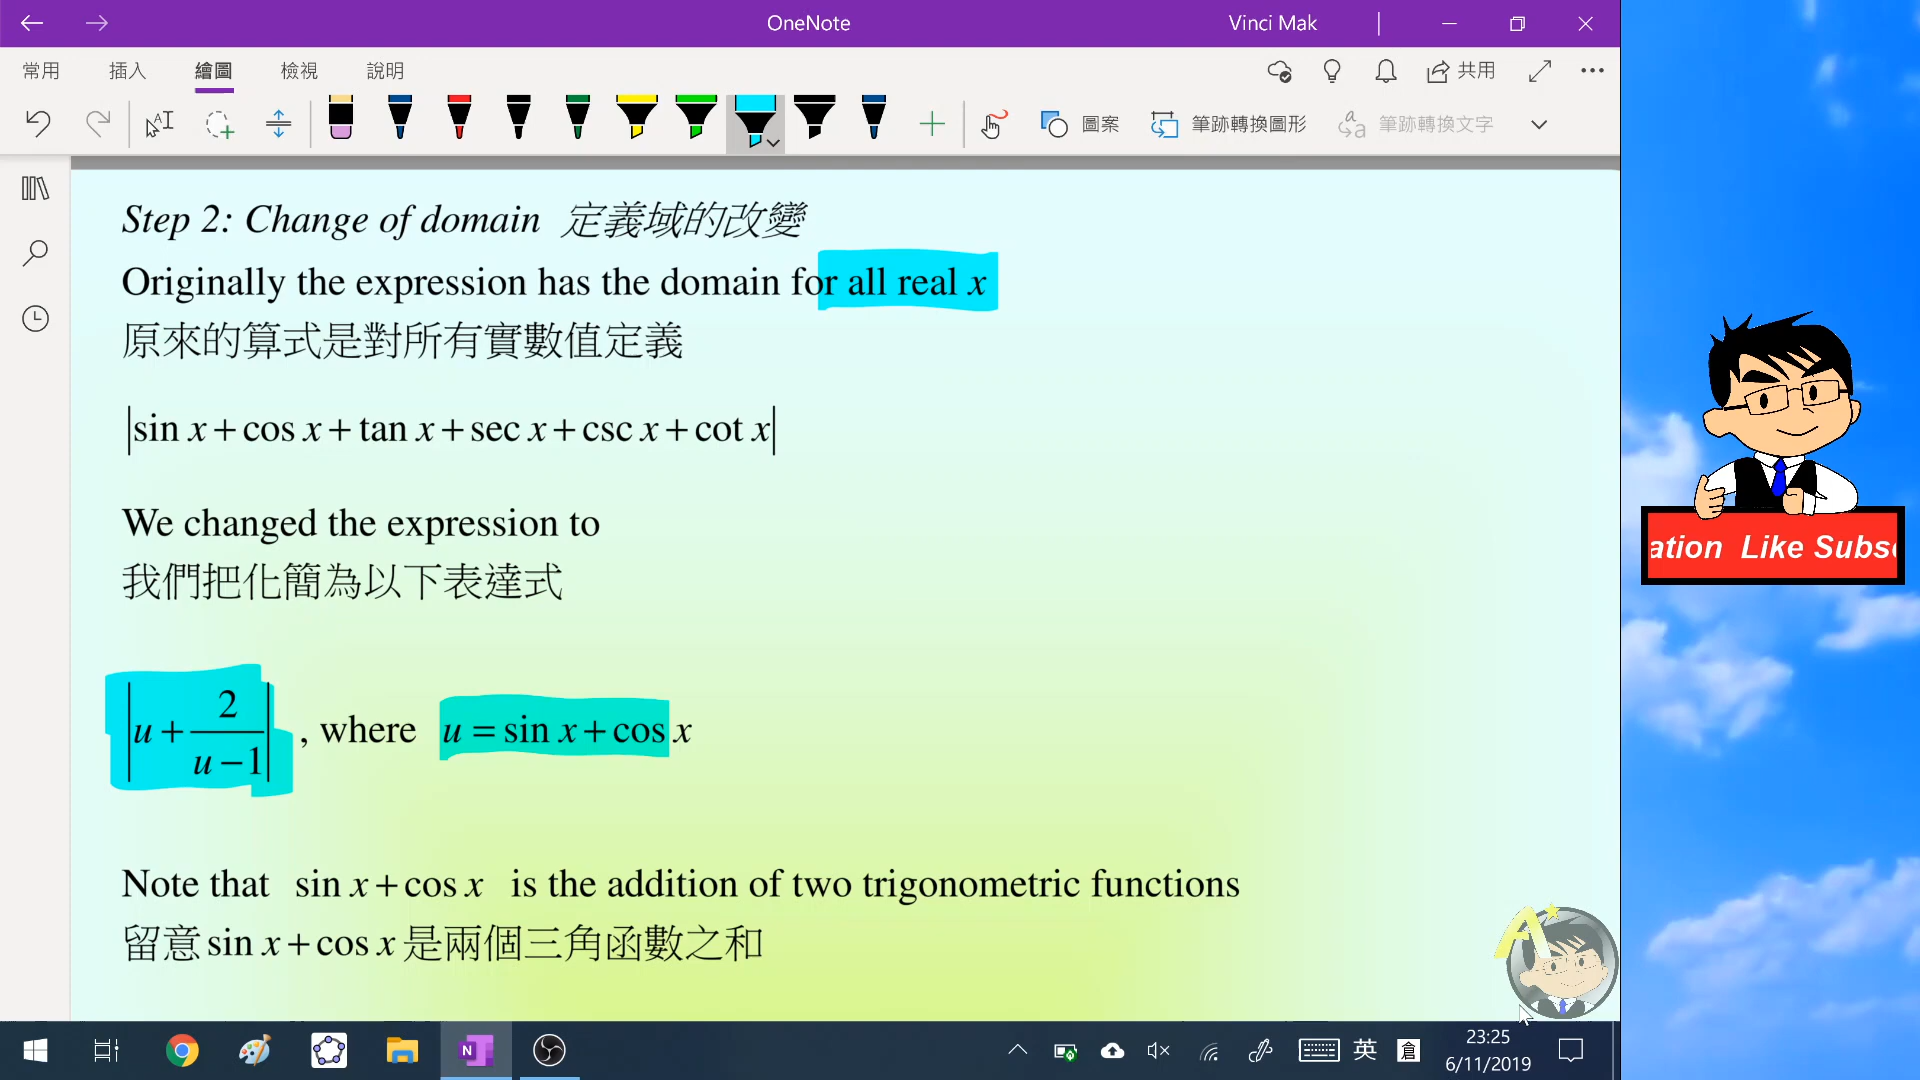 OneNote
Vinci Mak
常用 插入 繪圖 檢視 說明
共用
圖案 筆跡轉換圖形 筆跡轉換文字
Step 2: Change of domain 定義域的改變
Originally the expression has the domain for all real x
原來的算式是對所有實數值定義
|sin x + cos x + tan x + sec x + csc x + cot x|
We changed the expression to
我們把化簡為以下表達式
|u + 2/(u − 1)| , where u = sin x + cos x
Note that sin x + cos x is the addition of two trigonometric functions
留意 sin x + cos x 是兩個三角函數之和
ation Like Subs
A
N
英 倉
23:25
6/11/2019